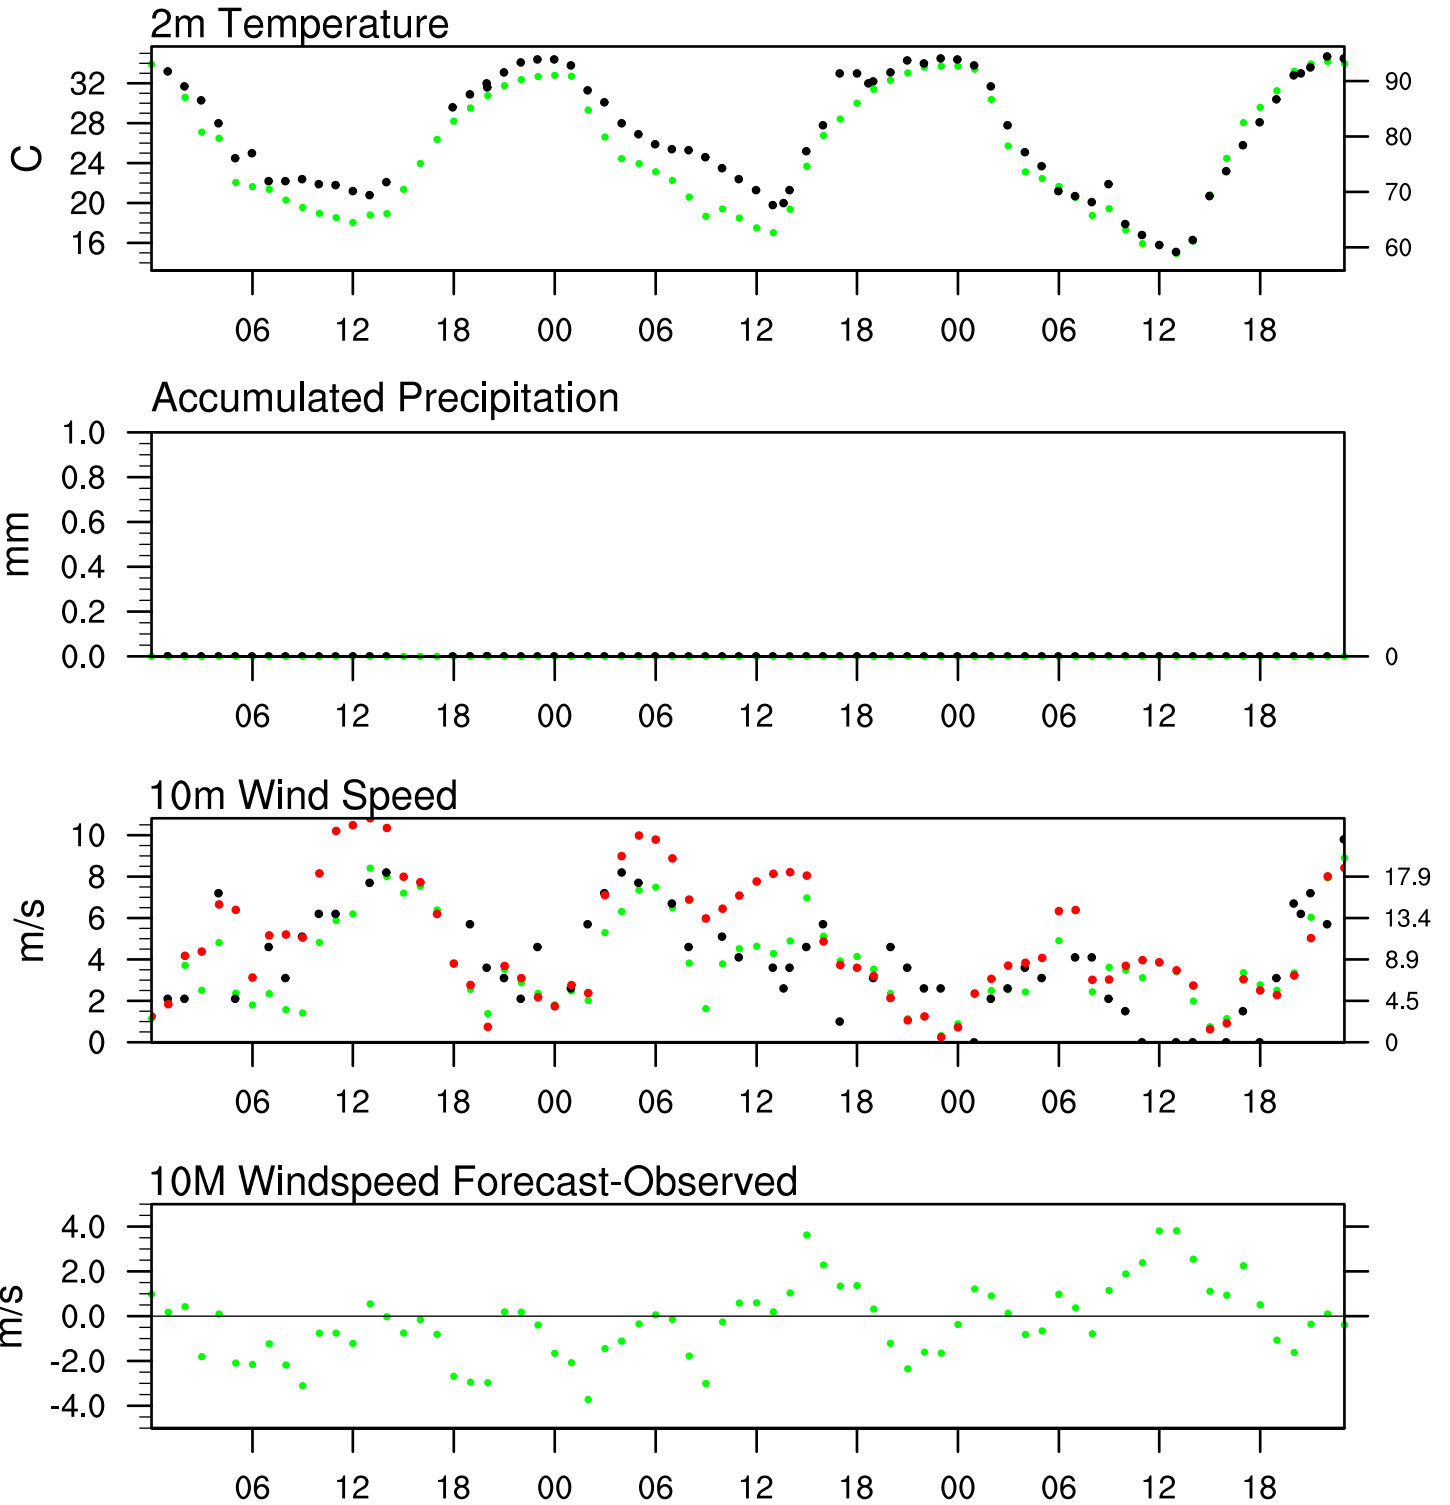 2m Temperature
C
32
28
24
20
16
90
80
70
60
06 12 18 00 06 12 18 00 06 12 18
Accumulated Precipitation
mm
1.0
0.8
0.6
0.4
0.2
0.0
0
06 12 18 00 06 12 18 00 06 12 18
10m Wind Speed
m/s
10
8
6
4
2
0
17.9
13.4
8.9
4.5
0
06 12 18 00 06 12 18 00 06 12 18
10M Windspeed Forecast-Observed
m/s
4.0
2.0
0.0
-2.0
-4.0
06 12 18 00 06 12 18 00 06 12 18